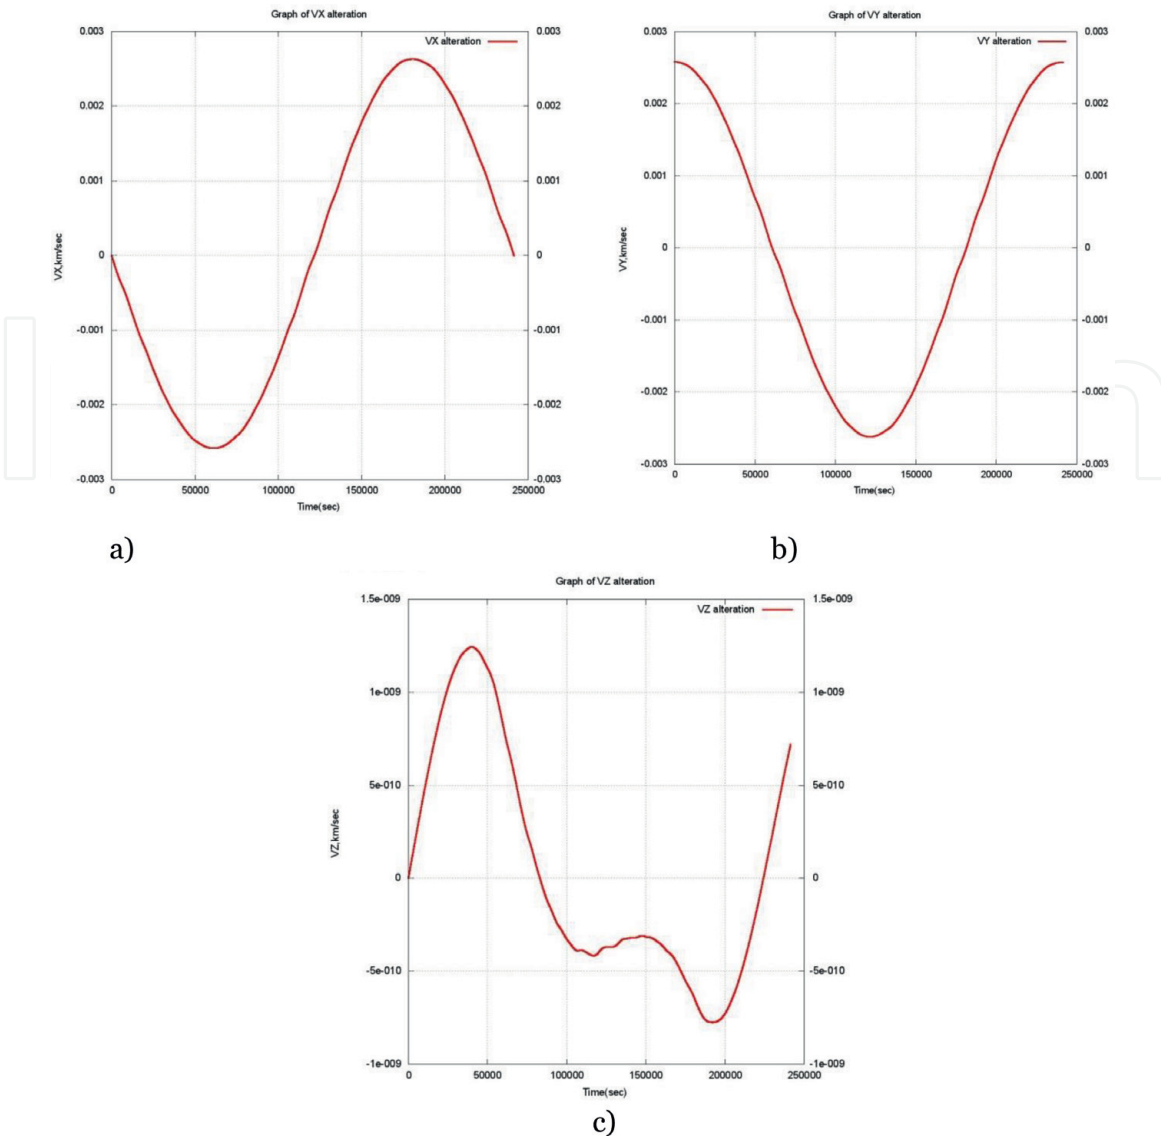 Graph of VX alteration
VX alteration
0.003 0.003
0.002 0.002
0.001 0.001
0 0
-0.001 -0.001
-0.002 -0.002
-0.003 -0.003
VX,km/sec
0 50000 100000 150000 200000 250000
Time(sec)
a)
Graph of VY alteration
VY alteration
0.003 0.003
0.002 0.002
0.001 0.001
0 0
-0.001 -0.001
-0.002 -0.002
-0.003 -0.003
VY,km/sec
0 50000 100000 150000 200000 250000
Time(sec)
b)
Graph of VZ alteration
VZ alteration
1.5e-009 1.5e-009
1e-009 1e-009
5e-010 5e-010
0 0
-5e-010 -5e-010
-1e-009 -1e-009
VZ,km/sec
0 50000 100000 150000 200000 250000
Time(sec)
c)